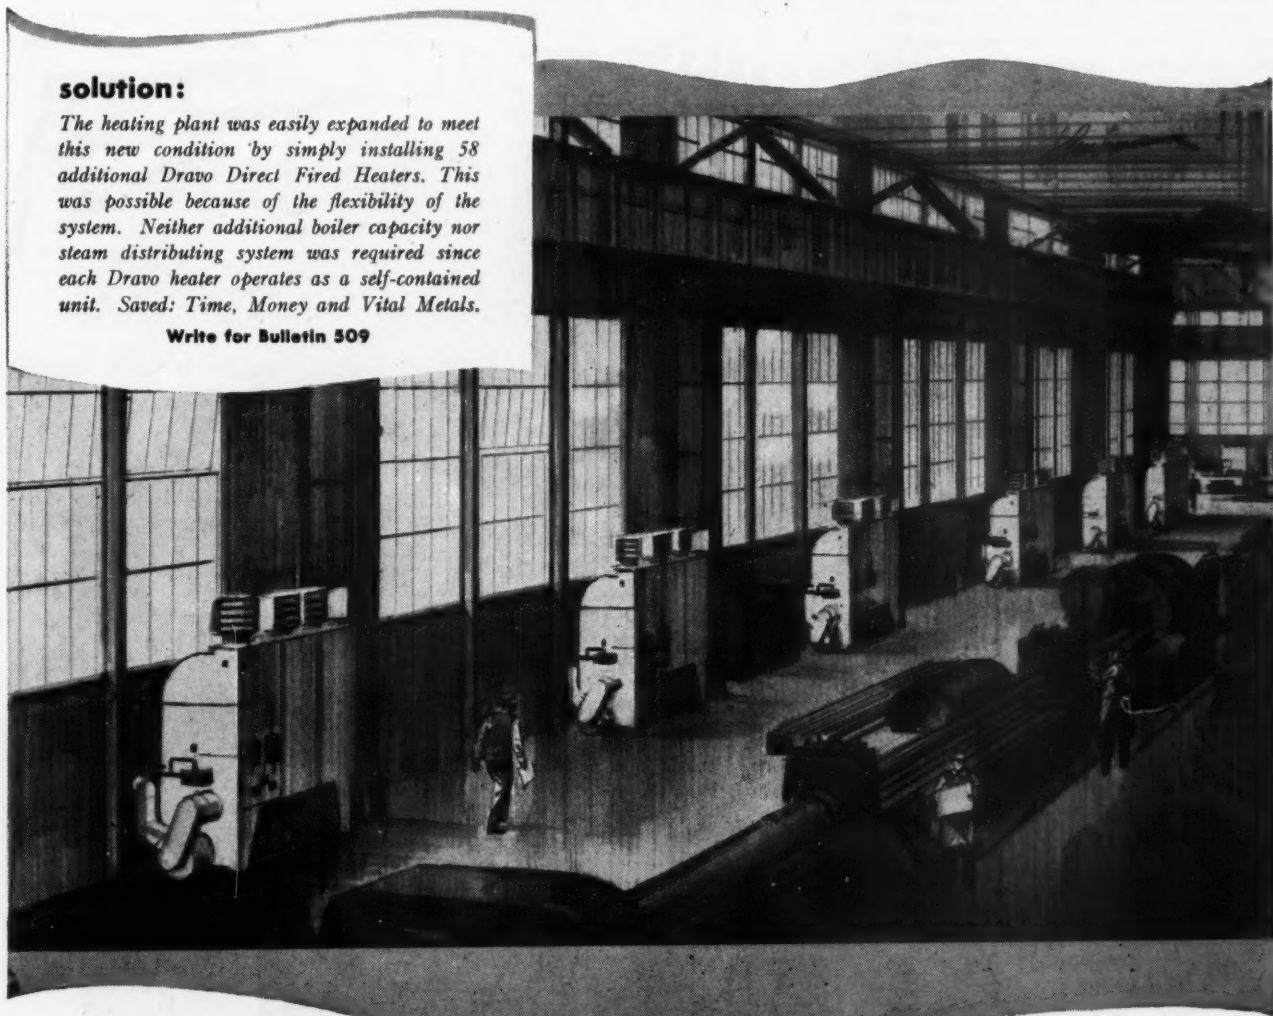 solution:
The heating plant was easily expanded to meet
this new condition by simply installing 58
additional Dravo Direct Fired Heaters. This
was possible because of the flexibility of the
system. Neither additional boiler capacity nor
steam distributing system was required since
each Dravo heater operates as a self-contained
unit. Saved: Time, Money and Vital Metals.
Write for Bulletin 509